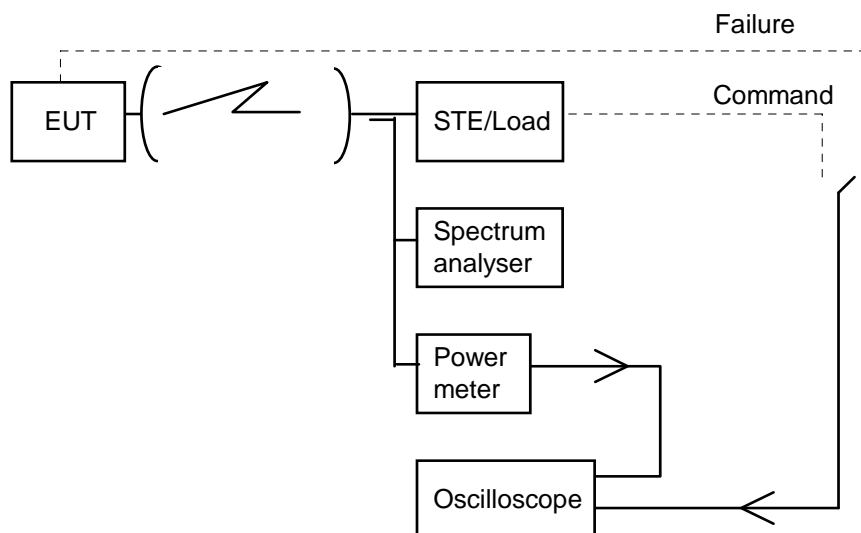 Failure
Command
EUT
STE/Load
Spectrum
analyser
Power
meter
Oscilloscope